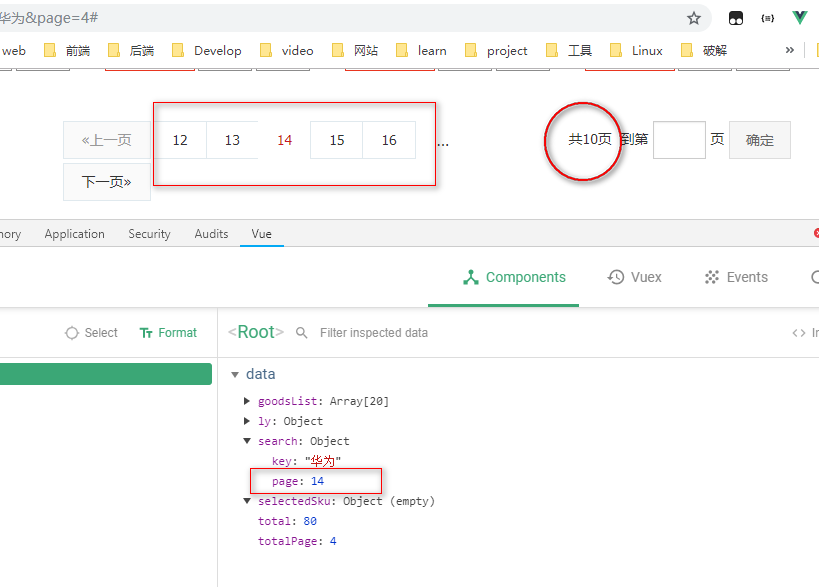 华为&page=4#
web 前端 后端 Develop video 网站 learn project 工具 Linux 破解 »
«上一页 12 13 14 15 16 ... 共10页 到第 页 确定
下一页»
Application Security Audits Vue
Components Vuex Events
Select Format <Root> Filter inspected data
data
goodsList: Array[20]
ly: Object
search: Object
key: "华为"
page: 14
selectedSku: Object (empty)
total: 80
totalPage: 4